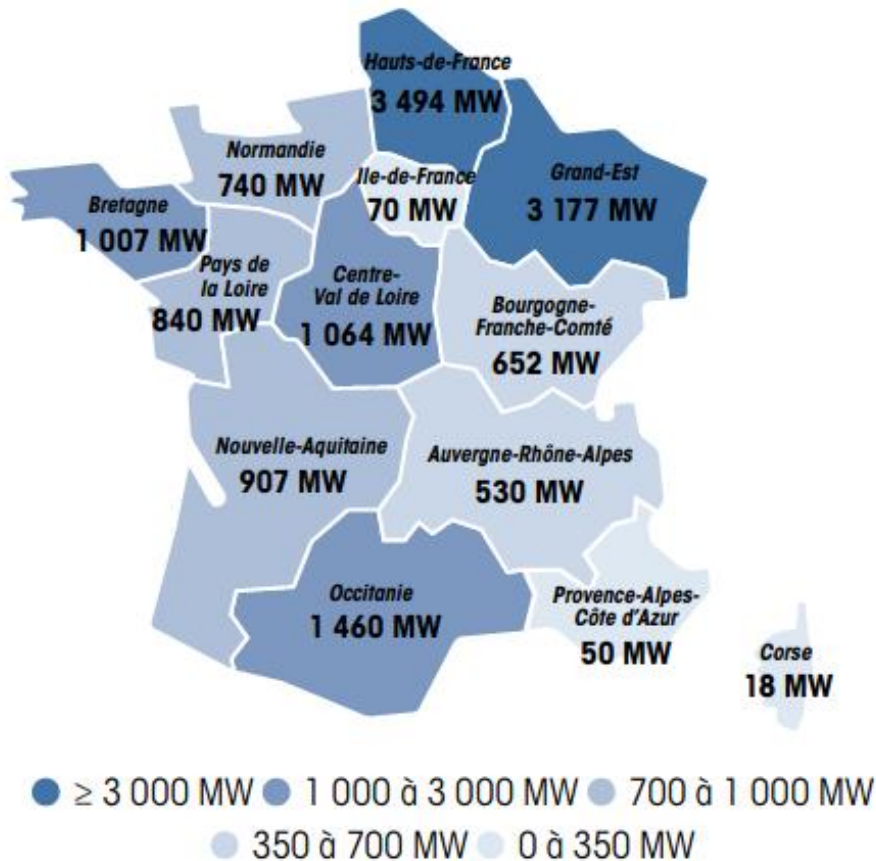 Hauts-de-France
3 494 MW
Normandie
740 MW
Ile-de-France
70 MW
Grand-Est
3 177 MW
Bretagne
1 007 MW
Pays de
la Loire
840 MW
Centre-
Val de Loire
1 064 MW
Bourgogne-
Franche-Comté
652 MW
Nouvelle-Aquitaine
907 MW
Auvergne-Rhône-Alpes
530 MW
Occitanie
1 460 MW
Provence-Alpes-
Côte d'Azur
50 MW
Corse
18 MW
≥ 3 000 MW 1 000 à 3 000 MW 700 à 1 000 MW
350 à 700 MW 0 à 350 MW